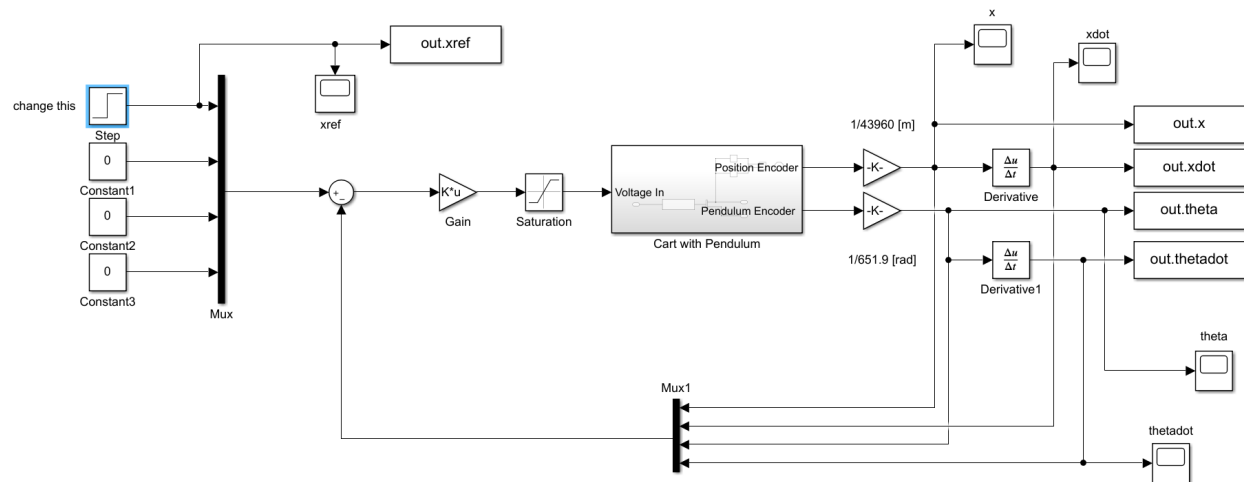 x
xdot
out.xref
change this
Step
xref
1/43960 [m]
out.x
0
Constant1
+
−
K*u
Gain
Saturation
Voltage In
Position Encoder
Pendulum Encoder
Cart with Pendulum
-K-
Δu
Δt
Derivative
out.xdot
0
Constant2
-K-
out.theta
0
Constant3
Mux
1/651.9 [rad]
Δu
Δt
Derivative1
out.thetadot
theta
Mux1
thetadot